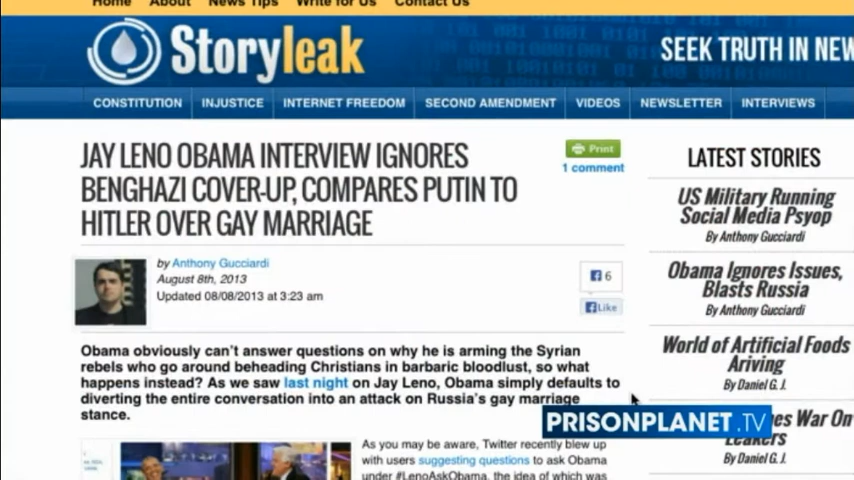 Home About News Tips Write for Us Contact Us
Storyleak
SEEK TRUTH IN NEW
CONSTITUTION INJUSTICE INTERNET FREEDOM SECOND AMENDMENT VIDEOS NEWSLETTER INTERVIEWS
JAY LENO OBAMA INTERVIEW IGNORES
BENGHAZI COVER-UP, COMPARES PUTIN TO
HITLER OVER GAY MARRIAGE
Print
1 comment
by Anthony Gucciardi
August 8th, 2013
Updated 08/08/2013 at 3:23 am
6
Like
Obama obviously can't answer questions on why he is arming the Syrian
rebels who go around beheading Christians in barbaric bloodlust, so what
happens instead? As we saw last night on Jay Leno, Obama simply defaults to
diverting the entire conversation into an attack on Russia's gay marriage
stance.
As you may be aware, Twitter recently blew up
with users suggesting questions to ask Obama
under #LenoAskObama, the idea of which was
LATEST STORIES
US Military Running
Social Media Psyop
By Anthony Gucciardi
Obama Ignores Issues,
Blasts Russia
By Anthony Gucciardi
World of Artificial Foods
Ariving
By Daniel G. J.
es War On
Leakers
By Daniel G. J.
PRISONPLANET.TV